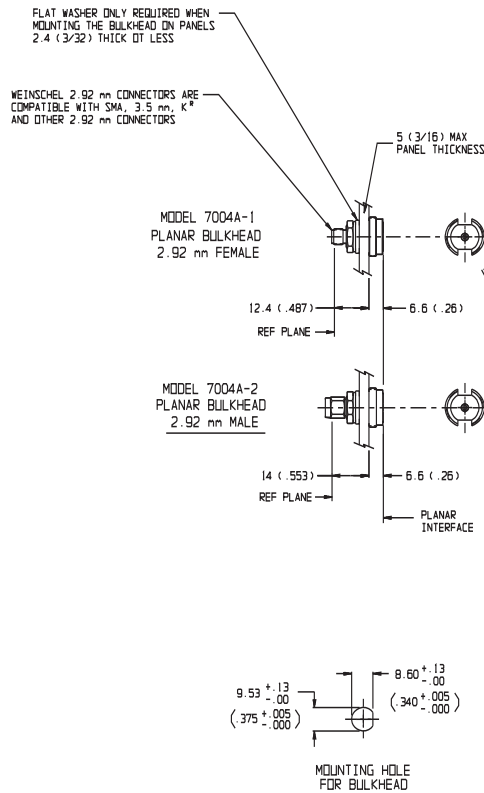 FLAT WASHER ONLY REQUIRED WHEN
MOUNTING THE BULKHEAD ON PANELS
2.4 (3/32) THICK OT LESS
WEINSCHEL 2.92 mm CONNECTORS ARE
COMPATIBLE WITH SMA, 3.5 mm, K®
AND OTHER 2.92 mm CONNECTORS
5 (3/16) MAX
PANEL THICKNESS
MODEL 7004A-1
PLANAR BULKHEAD
2.92 mm FEMALE
12.4 (.487)
6.6 (.26)
REF PLANE
MODEL 7004A-2
PLANAR BULKHEAD
2.92 mm MALE
14 (.553)
6.6 (.26)
REF PLANE
PLANAR
INTERFACE
8.60 +.13 -.00
(.340 +.005 -.000)
9.53 +.13 -.00
(.375 +.005 -.000)
MOUNTING HOLE
FOR BULKHEAD